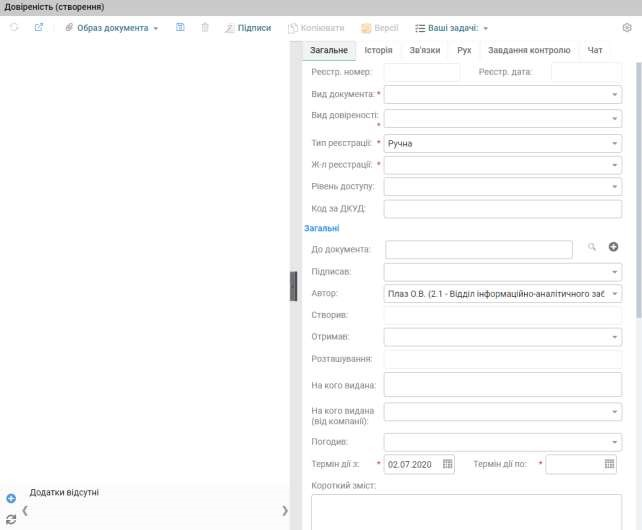 Довіреність (створення)
Образ документа
Підписи
Копіювати
Версії
Ваші задачі:
Загальне Історія Зв'язки Рух Завдання контролю Чат
Реєстр. номер: Реєстр. дата:
Вид документа: *
Вид довіреності:
*
Тип реєстрації: * Ручна
Ж-л реєстрації: *
Рівень доступу:
Код за ДКУД:
Загальні
До документа:
Підписав:
Автор: Плаз О.В. (2.1 - Відділ інформаційно-аналітичного заб
Створив:
Отримав:
Розташування:
На кого видана:
На кого видана
(від компанії):
Погодив:
Термін дії з: * 02.07.2020 Термін дії по: *
Короткий зміст:
Додатки відсутні